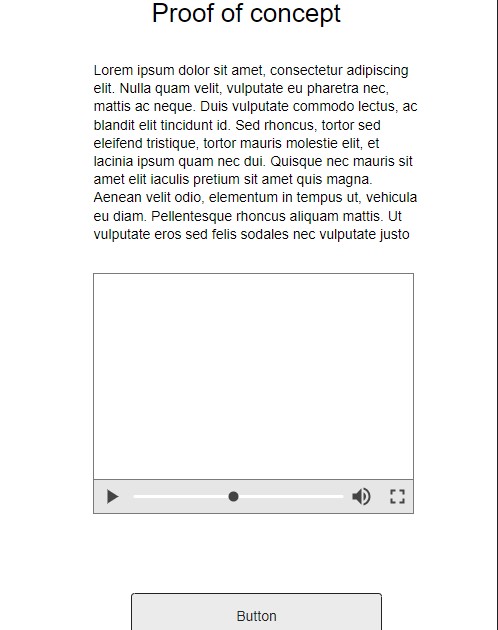 Proof of concept
Lorem ipsum dolor sit amet, consectetur adipiscing
elit. Nulla quam velit, vulputate eu pharetra nec,
mattis ac neque. Duis vulputate commodo lectus, ac
blandit elit tincidunt id. Sed rhoncus, tortor sed
eleifend tristique, tortor mauris molestie elit, et
lacinia ipsum quam nec dui. Quisque nec mauris sit
amet elit iaculis pretium sit amet quis magna.
Aenean velit odio, elementum in tempus ut, vehicula
eu diam. Pellentesque rhoncus aliquam mattis. Ut
vulputate eros sed felis sodales nec vulputate justo
Button